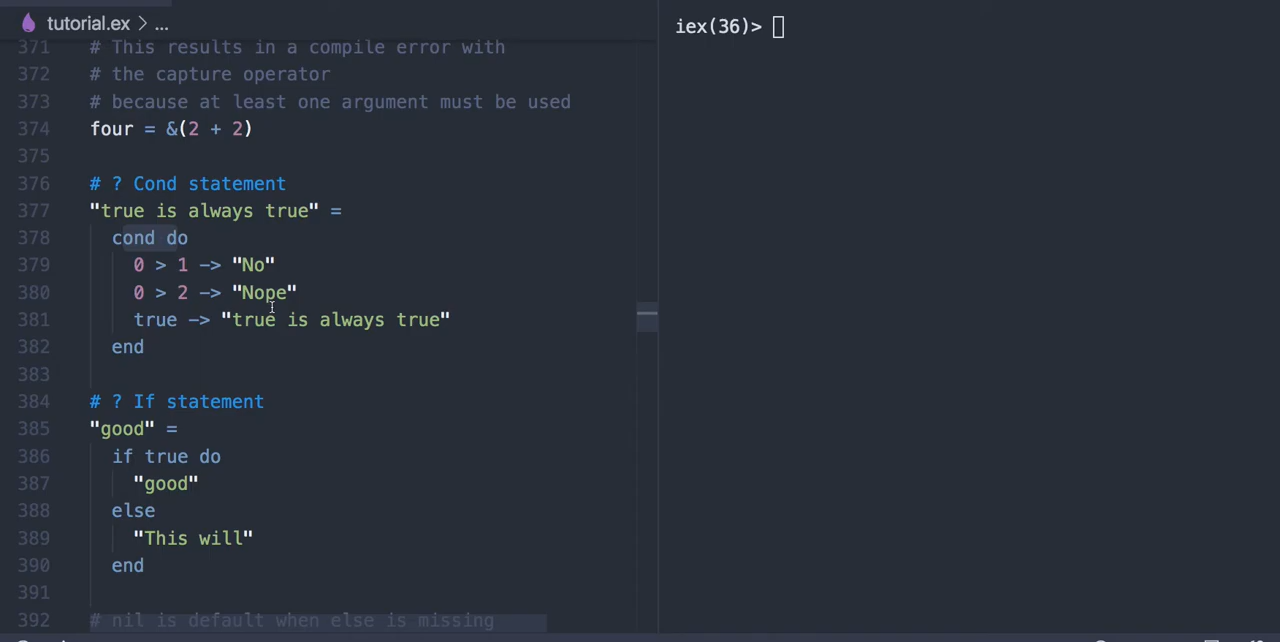 tutorial.ex > ...
iex(36)>
371 # This results in a compile error with
372 # the capture operator
373 # because at least one argument must be used
374 four = &(2 + 2)
375
376 # ? Cond statement
377 "true is always true" =
378 cond do
379 0 > 1 -> "No"
380 0 > 2 -> "Nope"
381 true -> "true is always true"
382 end
383
384 # ? If statement
385 "good" =
386 if true do
387 "good"
388 else
389 "This will"
390 end
391
392 # nil is default when else is missing